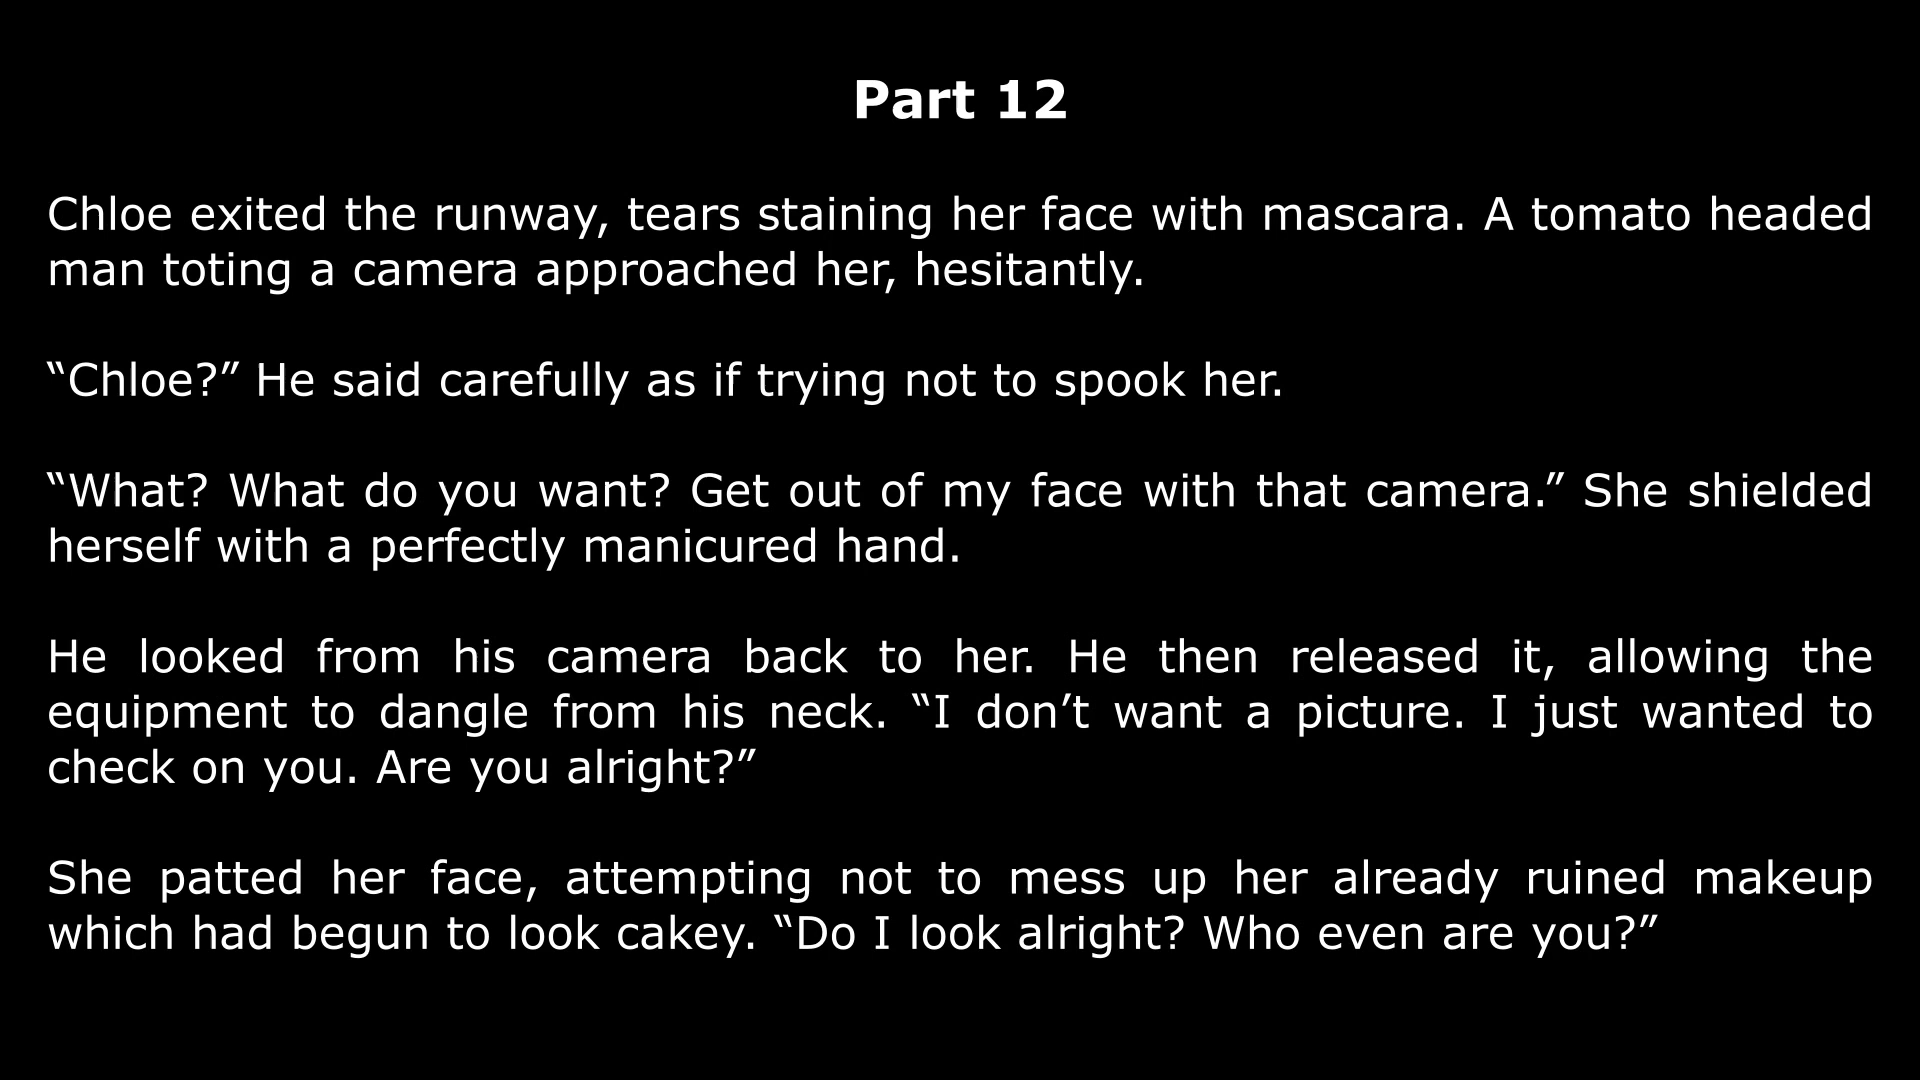 Part 12
Chloe exited the runway, tears staining her face with mascara. A tomato headed
man toting a camera approached her, hesitantly.
“Chloe?” He said carefully as if trying not to spook her.
“What? What do you want? Get out of my face with that camera.” She shielded
herself with a perfectly manicured hand.
He looked from his camera back to her. He then released it, allowing the
equipment to dangle from his neck. “I don’t want a picture. I just wanted to
check on you. Are you alright?”
She patted her face, attempting not to mess up her already ruined makeup
which had begun to look cakey. “Do I look alright? Who even are you?”